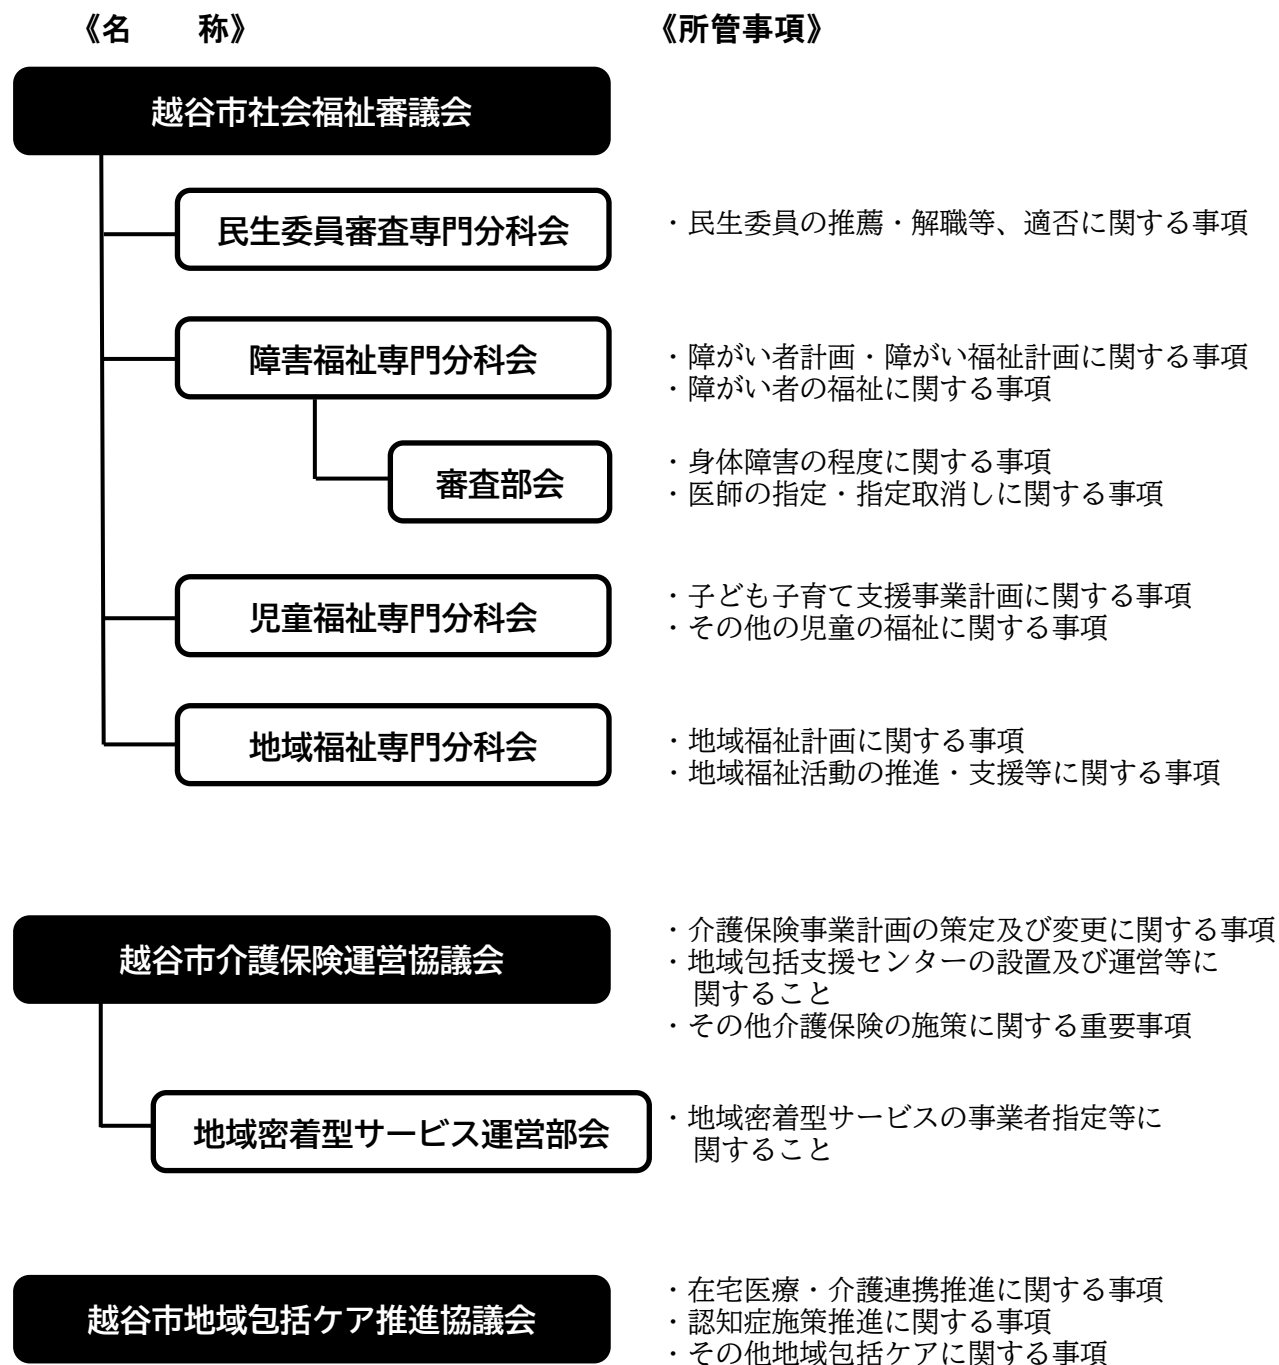 《名　　称》
《所管事項》
越谷市社会福祉審議会
民生委員審査専門分科会
・民生委員の推薦・解職等、適否に関する事項
障害福祉専門分科会
・障がい者計画・障がい福祉計画に関する事項
・障がい者の福祉に関する事項
審査部会
・身体障害の程度に関する事項
・医師の指定・指定取消しに関する事項
児童福祉専門分科会
・子ども子育て支援事業計画に関する事項
・その他の児童の福祉に関する事項
地域福祉専門分科会
・地域福祉計画に関する事項
・地域福祉活動の推進・支援等に関する事項
越谷市介護保険運営協議会
・介護保険事業計画の策定及び変更に関する事項
・地域包括支援センターの設置及び運営等に
関すること
・その他介護保険の施策に関する重要事項
地域密着型サービス運営部会
・地域密着型サービスの事業者指定等に
関すること
越谷市地域包括ケア推進協議会
・在宅医療・介護連携推進に関する事項
・認知症施策推進に関する事項
・その他地域包括ケアに関する事項